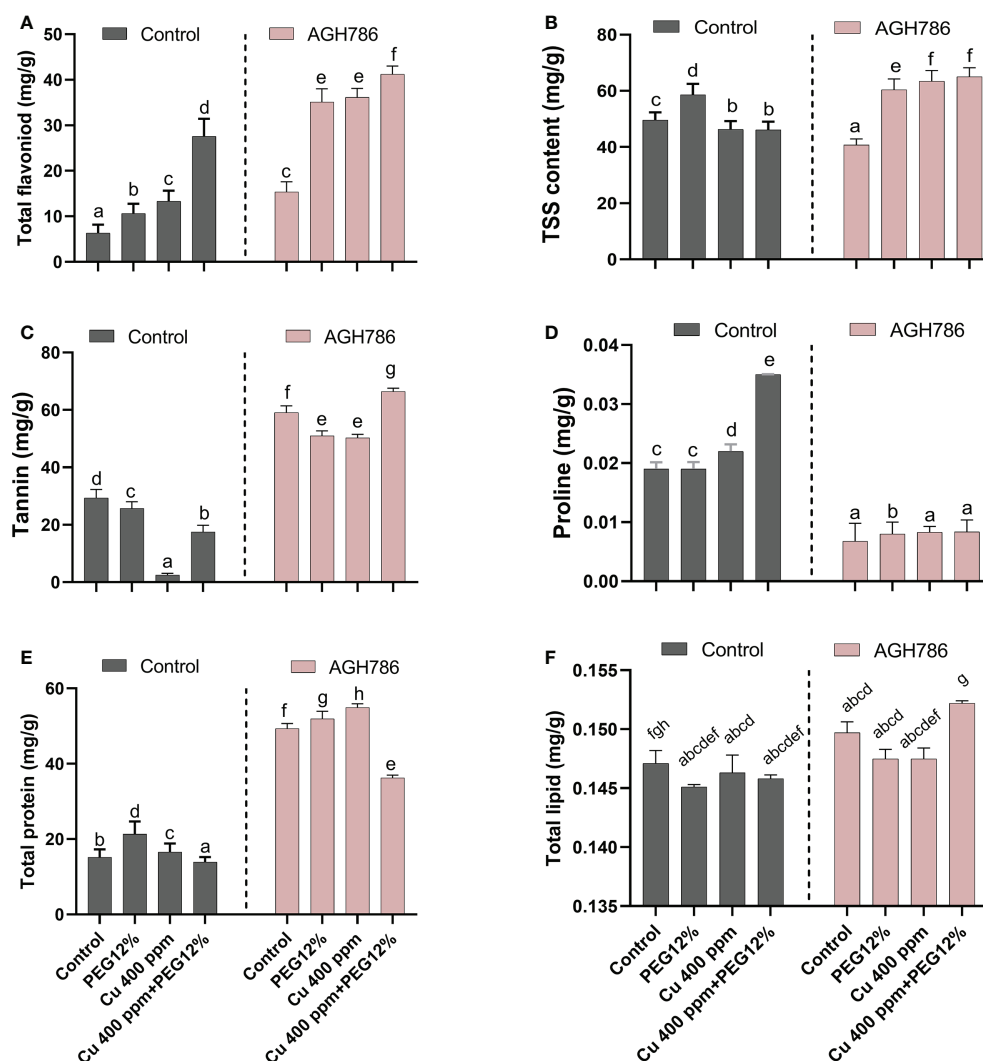 A
Control
AGH786
Total flavoniod (mg/g)
50
40
30
20
10
0
a
b
c
d
c
e
e
f
B
Control
AGH786
TSS content (mg/g)
80
60
40
20
0
c
d
b
b
a
e
f
f
C
Control
AGH786
Tannin (mg/g)
80
60
40
20
0
d
c
a
b
f
e
e
g
D
Control
AGH786
Proline (mg/g)
0.04
0.03
0.02
0.01
0.00
c
c
d
e
a
b
a
a
E
Control
AGH786
Total protein (mg/g)
60
40
20
0
b
d
c
a
f
g
h
e
Control
PEG12%
Cu 400 ppm
Cu 400 ppm+PEG12%
Control
PEG12%
Cu 400 ppm
Cu 400 ppm+PEG12%
F
Control
AGH786
Total lipid (mg/g)
0.155
0.150
0.145
0.140
0.135
fgh
abcdef
abcd
abcdef
abcd
abcd
abcdef
g
Control
PEG12%
Cu 400 ppm
Cu 400 ppm+PEG12%
Control
PEG12%
Cu 400 ppm
Cu 400 ppm+PEG12%